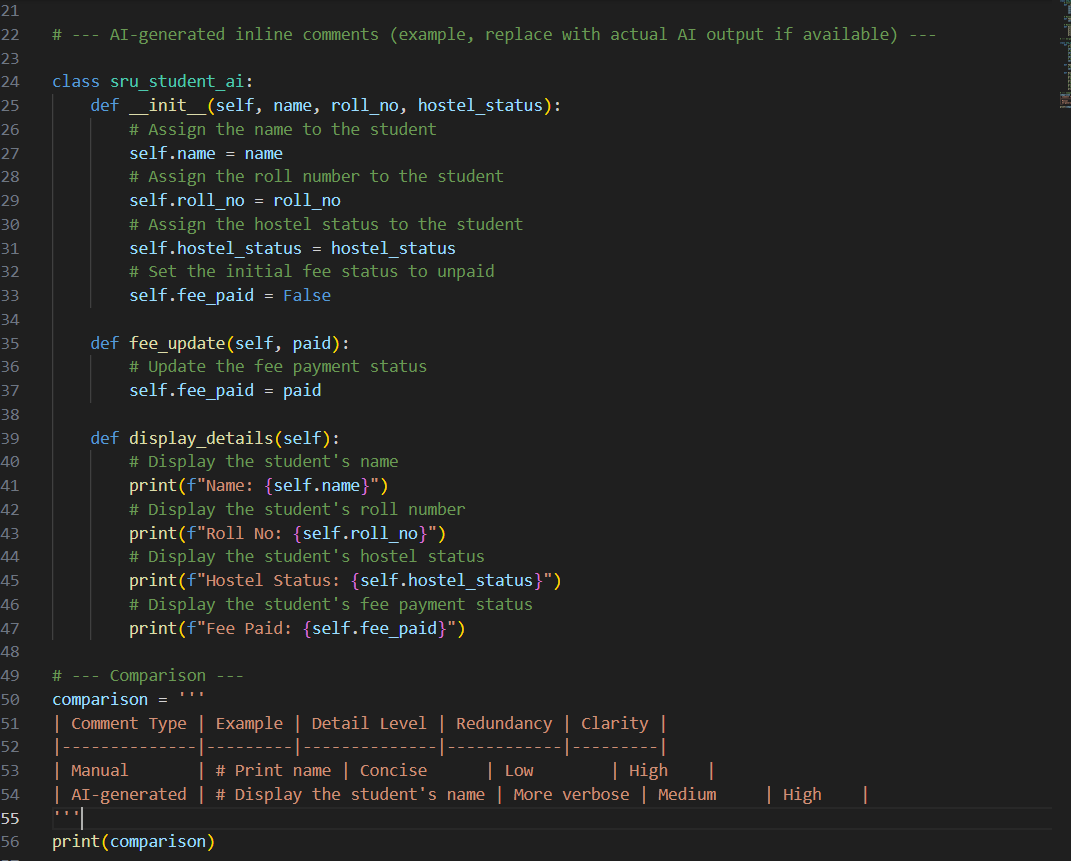 21
22 # --- AI-generated inline comments (example, replace with actual AI output if available) ---
23
24 class sru_student_ai:
25     def __init__(self, name, roll_no, hostel_status):
26         # Assign the name to the student
27         self.name = name
28         # Assign the roll number to the student
29         self.roll_no = roll_no
30         # Assign the hostel status to the student
31         self.hostel_status = hostel_status
32         # Set the initial fee status to unpaid
33         self.fee_paid = False
34
35     def fee_update(self, paid):
36         # Update the fee payment status
37         self.fee_paid = paid
38
39     def display_details(self):
40         # Display the student's name
41         print(f"Name: {self.name}")
42         # Display the student's roll number
43         print(f"Roll No: {self.roll_no}")
44         # Display the student's hostel status
45         print(f"Hostel Status: {self.hostel_status}")
46         # Display the student's fee payment status
47         print(f"Fee Paid: {self.fee_paid}")
48
49 # --- Comparison ---
50 comparison = '''
51 | Comment Type | Example | Detail Level | Redundancy | Clarity |
52 |--------------|---------|--------------|------------|---------|
53 | Manual       | # Print name | Concise      | Low        | High    |
54 | AI-generated | # Display the student's name | More verbose | Medium     | High    |
55 '''
56 print(comparison)